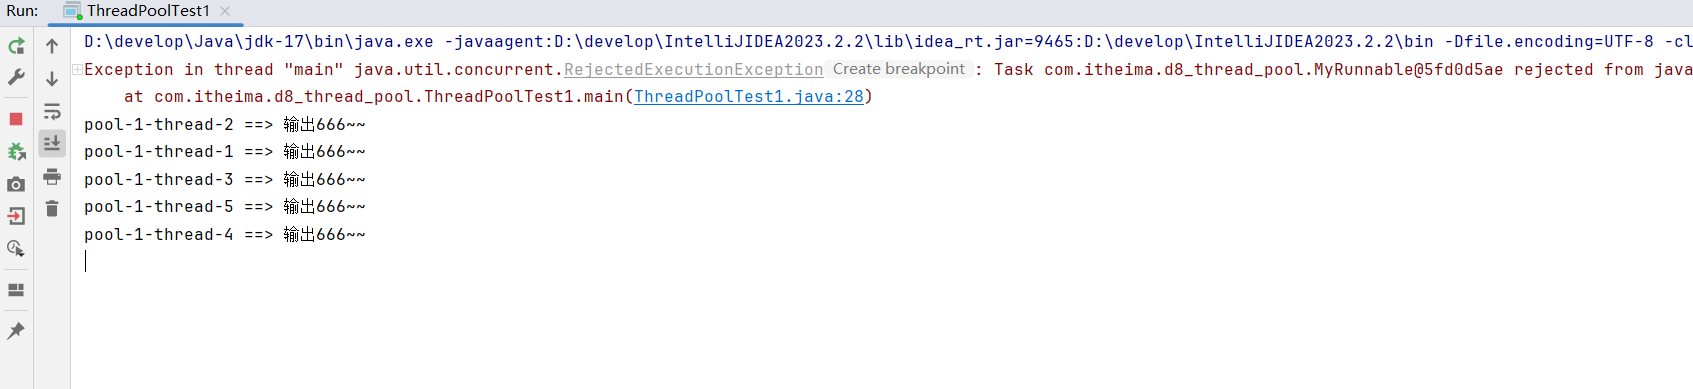 Run: ThreadPoolTest1
D:\develop\Java\jdk-17\bin\java.exe -javaagent:D:\develop\IntelliJIDEA2023.2.2\lib\idea_rt.jar=9465:D:\develop\IntelliJIDEA2023.2.2\bin -Dfile.encoding=UTF-8 -cl
Exception in thread "main" java.util.concurrent.RejectedExecutionException Create breakpoint : Task com.itheima.d8_thread_pool.MyRunnable@5fd0d5ae rejected from java
at com.itheima.d8_thread_pool.ThreadPoolTest1.main(ThreadPoolTest1.java:28)
pool-1-thread-2 ==> 输出666~~
pool-1-thread-1 ==> 输出666~~
pool-1-thread-3 ==> 输出666~~
pool-1-thread-5 ==> 输出666~~
pool-1-thread-4 ==> 输出666~~